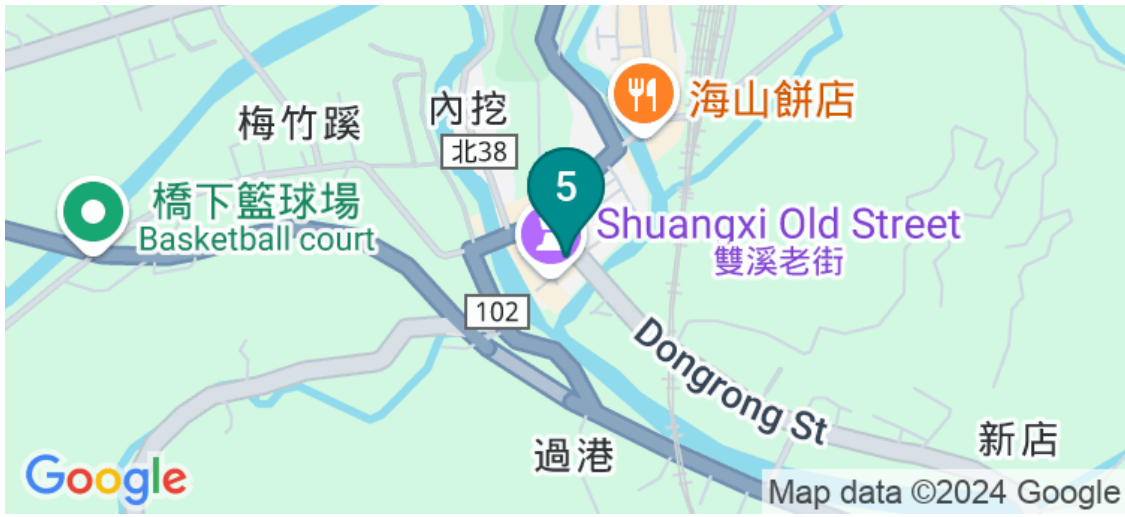 海山餅店
內挖
梅竹蹊
北38
5
橋下籃球場
Basketball court
Shuangxi Old Street
雙溪老街
102
Dongrong St
新店
過港
Google
Map data ©2024 Google